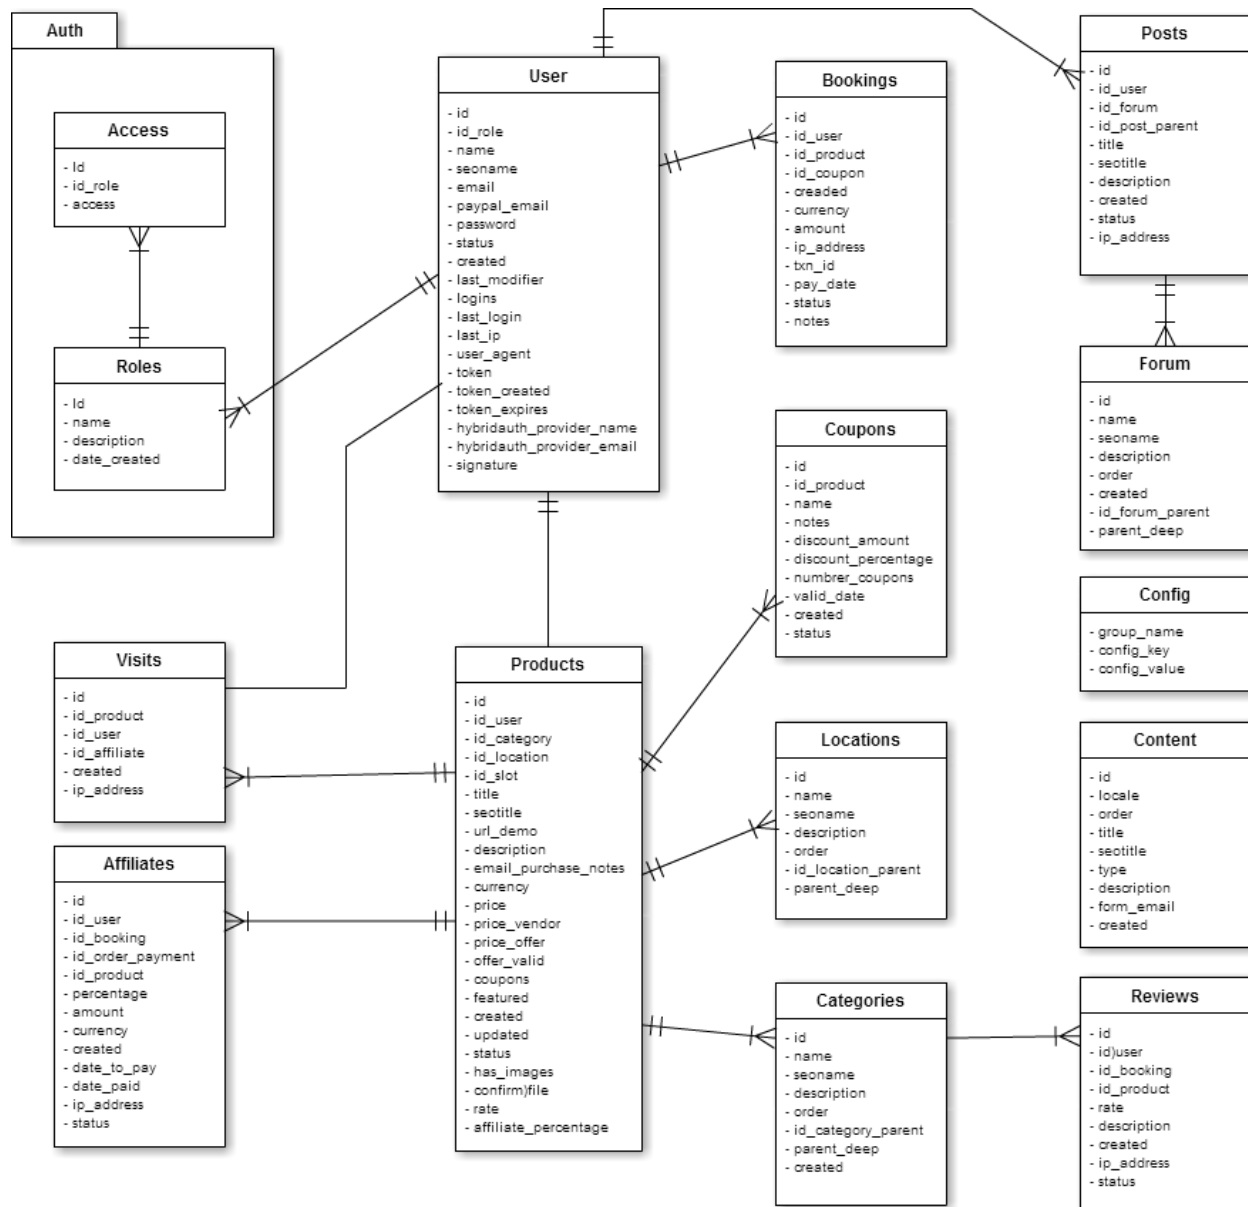 Auth
Access
- Id
- id_role
- access
Roles
- Id
- name
- description
- date_created
User
- id
- id_role
- name
- seoname
- email
- paypal_email
- password
- status
- created
- last_modifier
- logins
- last_login
- last_ip
- user_agent
- token
- token_created
- token_expires
- hybridauth_provider_name
- hybridauth_provider_email
- signature
Bookings
- id
- id_user
- id_product
- id_coupon
- creaded
- currency
- amount
- ip_address
- txn_id
- pay_date
- status
- notes
Posts
- id
- id_user
- id_forum
- id_post_parent
- title
- seotitle
- description
- created
- status
- ip_address
Forum
- id
- name
- seoname
- description
- order
- created
- id_forum_parent
- parent_deep
Coupons
- id
- id_product
- name
- notes
- discount_amount
- discount_percentage
- numbrer_coupons
- valid_date
- created
- status
Config
- group_name
- config_key
- config_value
Visits
- id
- id_product
- id_user
- id_affiliate
- created
- ip_address
Products
- id
- id_user
- id_category
- id_location
- id_slot
- title
- seotitle
- url_demo
- description
- email_purchase_notes
- currency
- price
- price_vendor
- price_offer
- offer_valid
- coupons
- featured
- created
- updated
- status
- has_images
- confirm)file
- rate
- affiliate_percentage
Locations
- id
- name
- seoname
- description
- order
- id_location_parent
- parent_deep
Content
- id
- locale
- order
- title
- seotitle
- type
- description
- form_email
- created
Affiliates
- id
- id_user
- id_booking
- id_order_payment
- id_product
- percentage
- amount
- currency
- created
- date_to_pay
- date_paid
- ip_address
- status
Categories
- id
- name
- seoname
- description
- order
- id_category_parent
- parent_deep
- created
Reviews
- id
- id)user
- id_booking
- id_product
- rate
- description
- created
- ip_address
- status